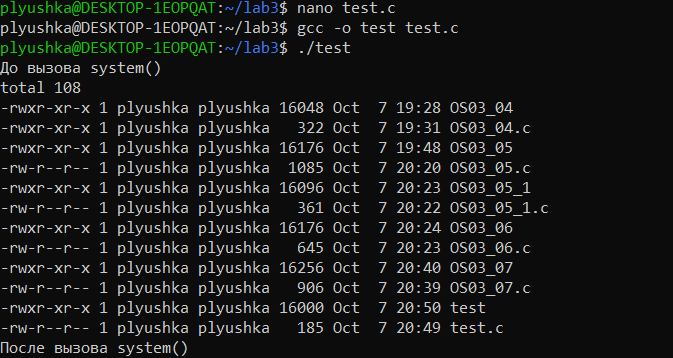 plyushka@DESKTOP-1EOPQAT:~/lab3$ nano test.c
plyushka@DESKTOP-1EOPQAT:~/lab3$ gcc -o test test.c
plyushka@DESKTOP-1EOPQAT:~/lab3$ ./test
До вызова system()
total 108
-rwxr-xr-x 1 plyushka plyushka 16048 Oct  7 19:28 OS03_04
-rwxr-xr-x 1 plyushka plyushka   322 Oct  7 19:31 OS03_04.c
-rwxr-xr-x 1 plyushka plyushka 16176 Oct  7 19:48 OS03_05
-rw-r--r-- 1 plyushka plyushka  1085 Oct  7 20:20 OS03_05.c
-rwxr-xr-x 1 plyushka plyushka 16096 Oct  7 20:23 OS03_05_1
-rw-r--r-- 1 plyushka plyushka   361 Oct  7 20:22 OS03_05_1.c
-rwxr-xr-x 1 plyushka plyushka 16176 Oct  7 20:24 OS03_06
-rw-r--r-- 1 plyushka plyushka   645 Oct  7 20:23 OS03_06.c
-rwxr-xr-x 1 plyushka plyushka 16256 Oct  7 20:40 OS03_07
-rw-r--r-- 1 plyushka plyushka   906 Oct  7 20:39 OS03_07.c
-rwxr-xr-x 1 plyushka plyushka 16000 Oct  7 20:50 test
-rw-r--r-- 1 plyushka plyushka   185 Oct  7 20:49 test.c
После вызова system()